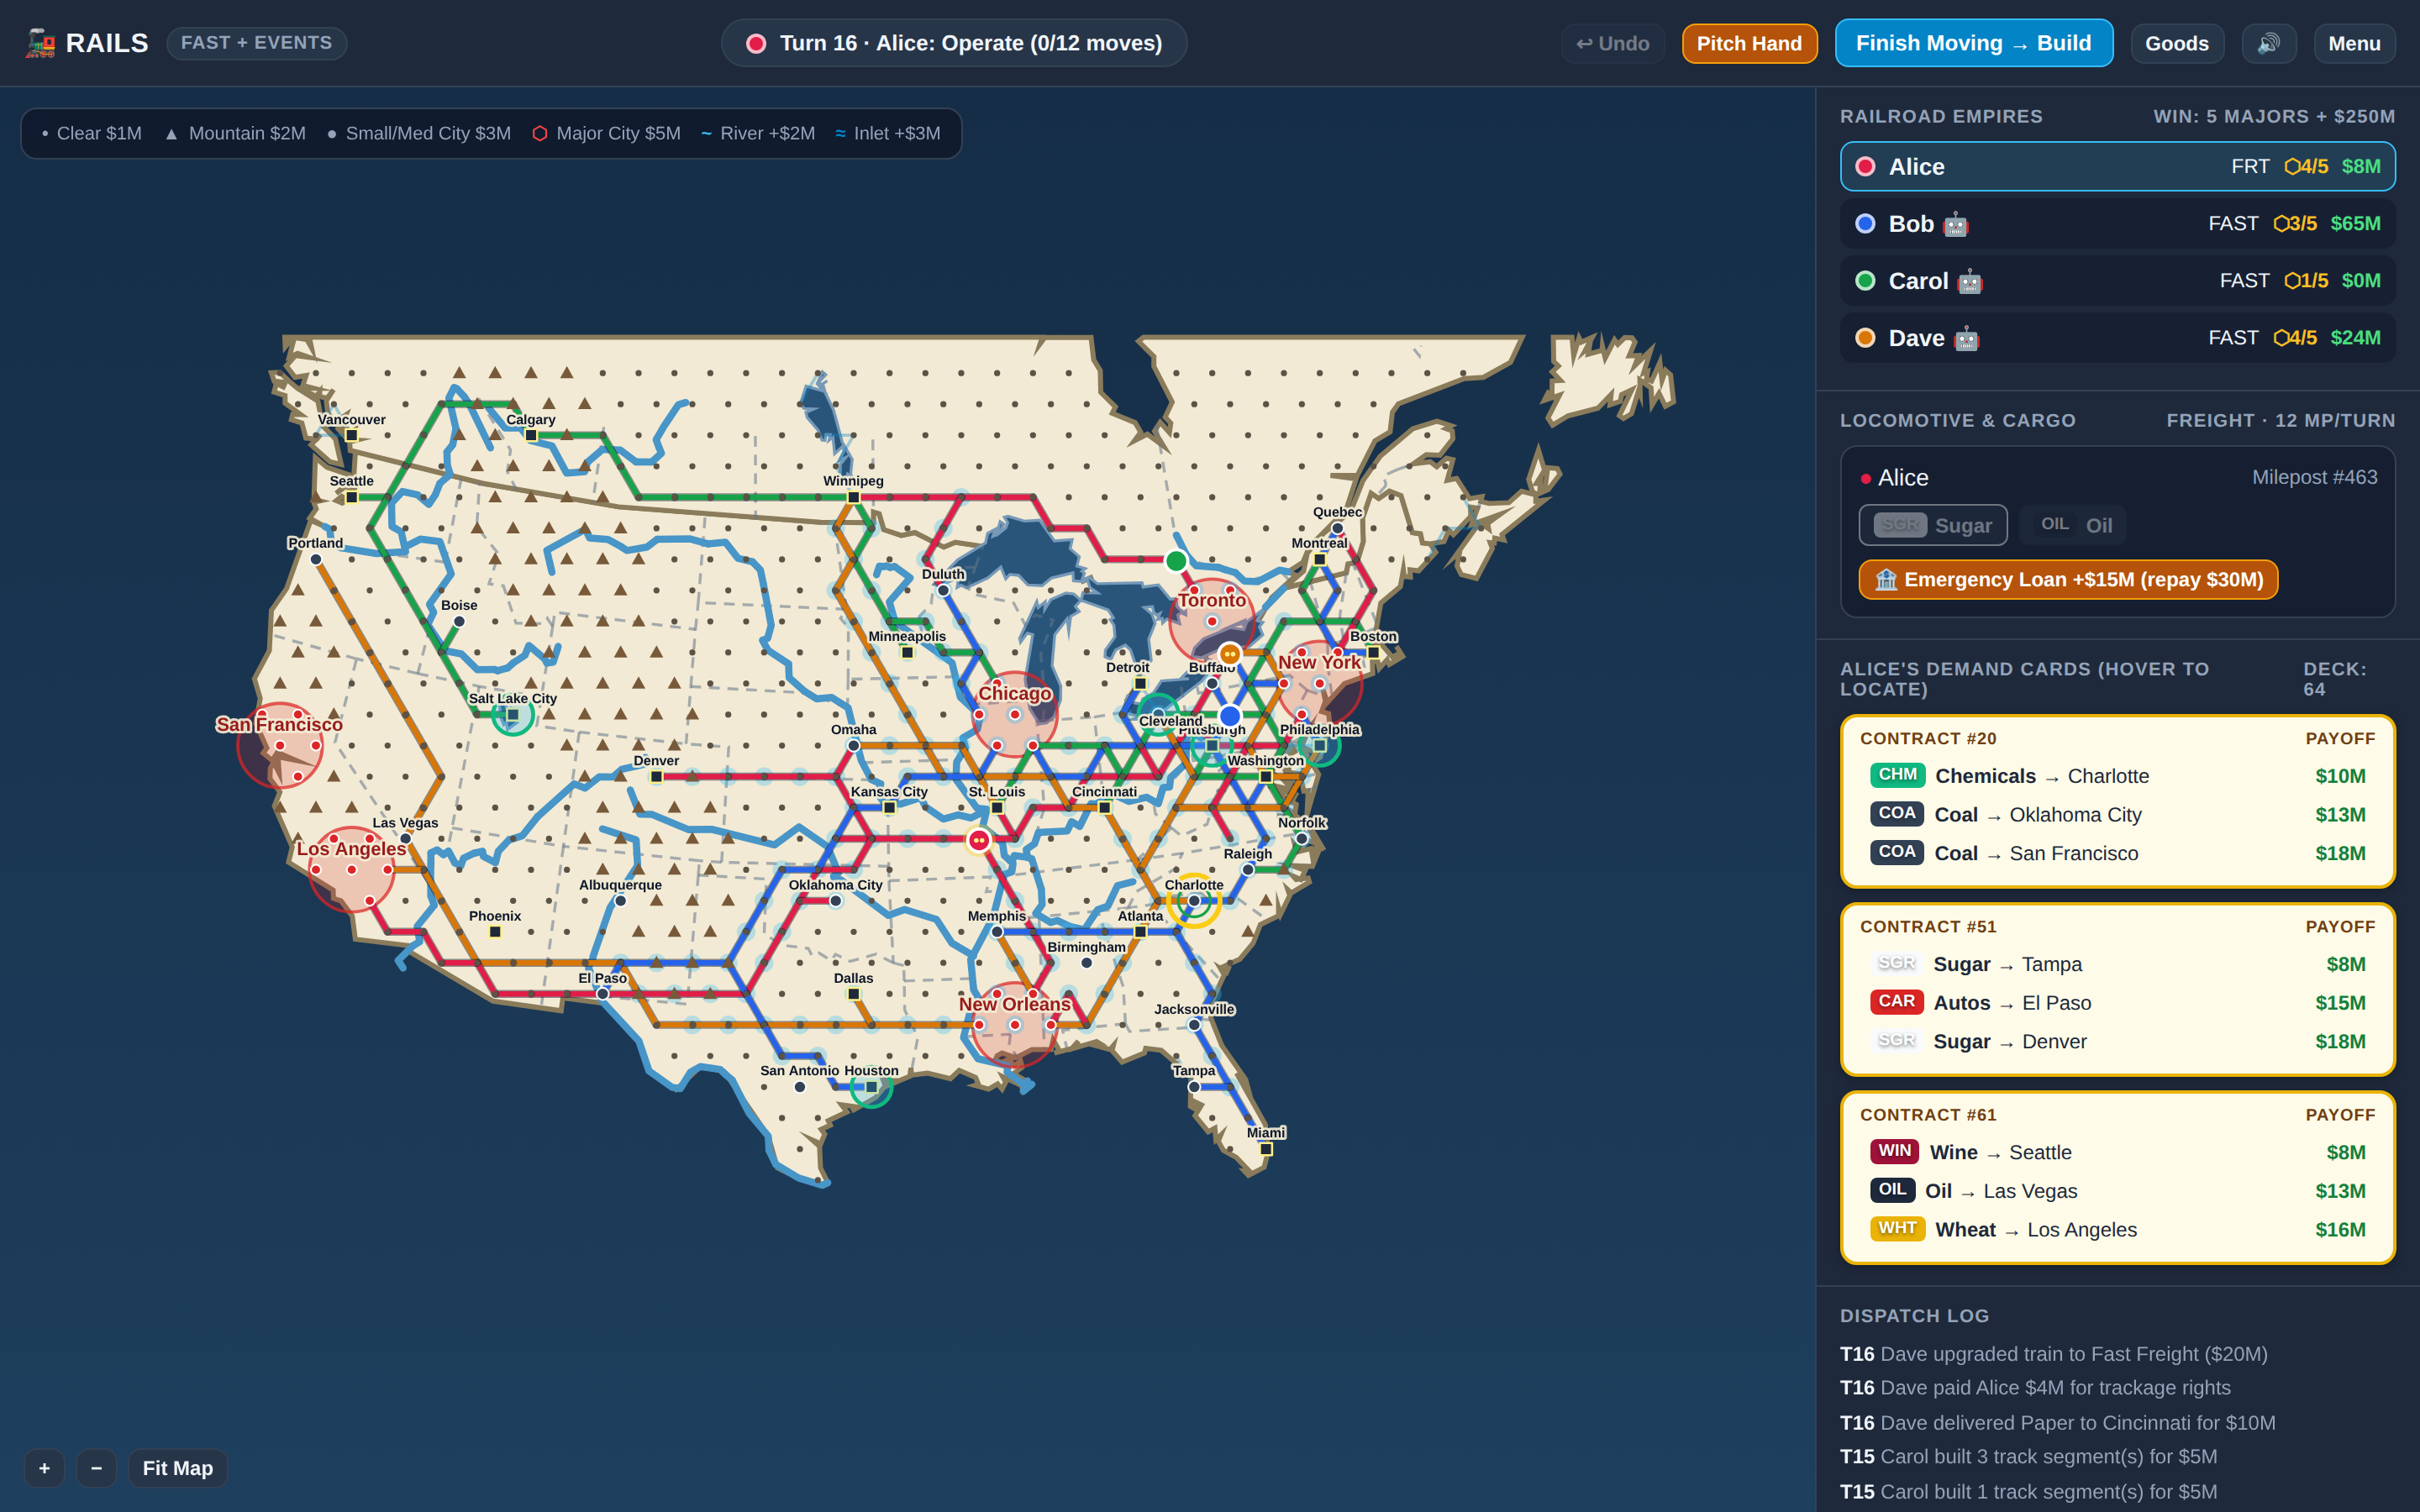 🚂 RAILS FAST + EVENTS
Turn 16 · Alice: Operate (0/12 moves)
↩ Undo
Pitch Hand
Finish Moving → Build
Goods
🔊
Menu
• Clear $1M ▲ Mountain $2M ● Small/Med City $3M ⬡ Major City $5M ~ River +$2M ≈ Inlet +$3M
Vancouver
Calgary
Seattle
Winnipeg
Quebec
Portland
Montreal
Duluth
Toronto
Boise
Minneapolis
Boston
Detroit
Buffalo
New York
Salt Lake City
Chicago
San Francisco
Cleveland
Omaha
Pittsburgh
Philadelphia
Denver
Washington
Kansas City
St. Louis
Cincinnati
Las Vegas
Norfolk
Los Angeles
Raleigh
Albuquerque
Oklahoma City
Charlotte
Phoenix
Memphis
Atlanta
Birmingham
El Paso
Dallas
New Orleans
Jacksonville
San Antonio
Houston
Tampa
Miami
+
−
Fit Map
RAILROAD EMPIRES WIN: 5 MAJORS + $250M
Alice FRT ⬡4/5 $8M
Bob 🤖 FAST ⬡3/5 $65M
Carol 🤖 FAST ⬡1/5 $0M
Dave 🤖 FAST ⬡4/5 $24M
LOCOMOTIVE & CARGO FREIGHT · 12 MP/TURN
● Alice Milepost #463
SGR Sugar
OIL Oil
🏦 Emergency Loan +$15M (repay $30M)
ALICE'S DEMAND CARDS (HOVER TO LOCATE) DECK: 64
CONTRACT #20 PAYOFF
CHM Chemicals → Charlotte $10M
COA Coal → Oklahoma City $13M
COA Coal → San Francisco $18M
CONTRACT #51 PAYOFF
SGR Sugar → Tampa $8M
CAR Autos → El Paso $15M
SGR Sugar → Denver $18M
CONTRACT #61 PAYOFF
WIN Wine → Seattle $8M
OIL Oil → Las Vegas $13M
WHT Wheat → Los Angeles $16M
DISPATCH LOG
T16 Dave upgraded train to Fast Freight ($20M)
T16 Dave paid Alice $4M for trackage rights
T16 Dave delivered Paper to Cincinnati for $10M
T15 Carol built 3 track segment(s) for $5M
T15 Carol built 1 track segment(s) for $5M